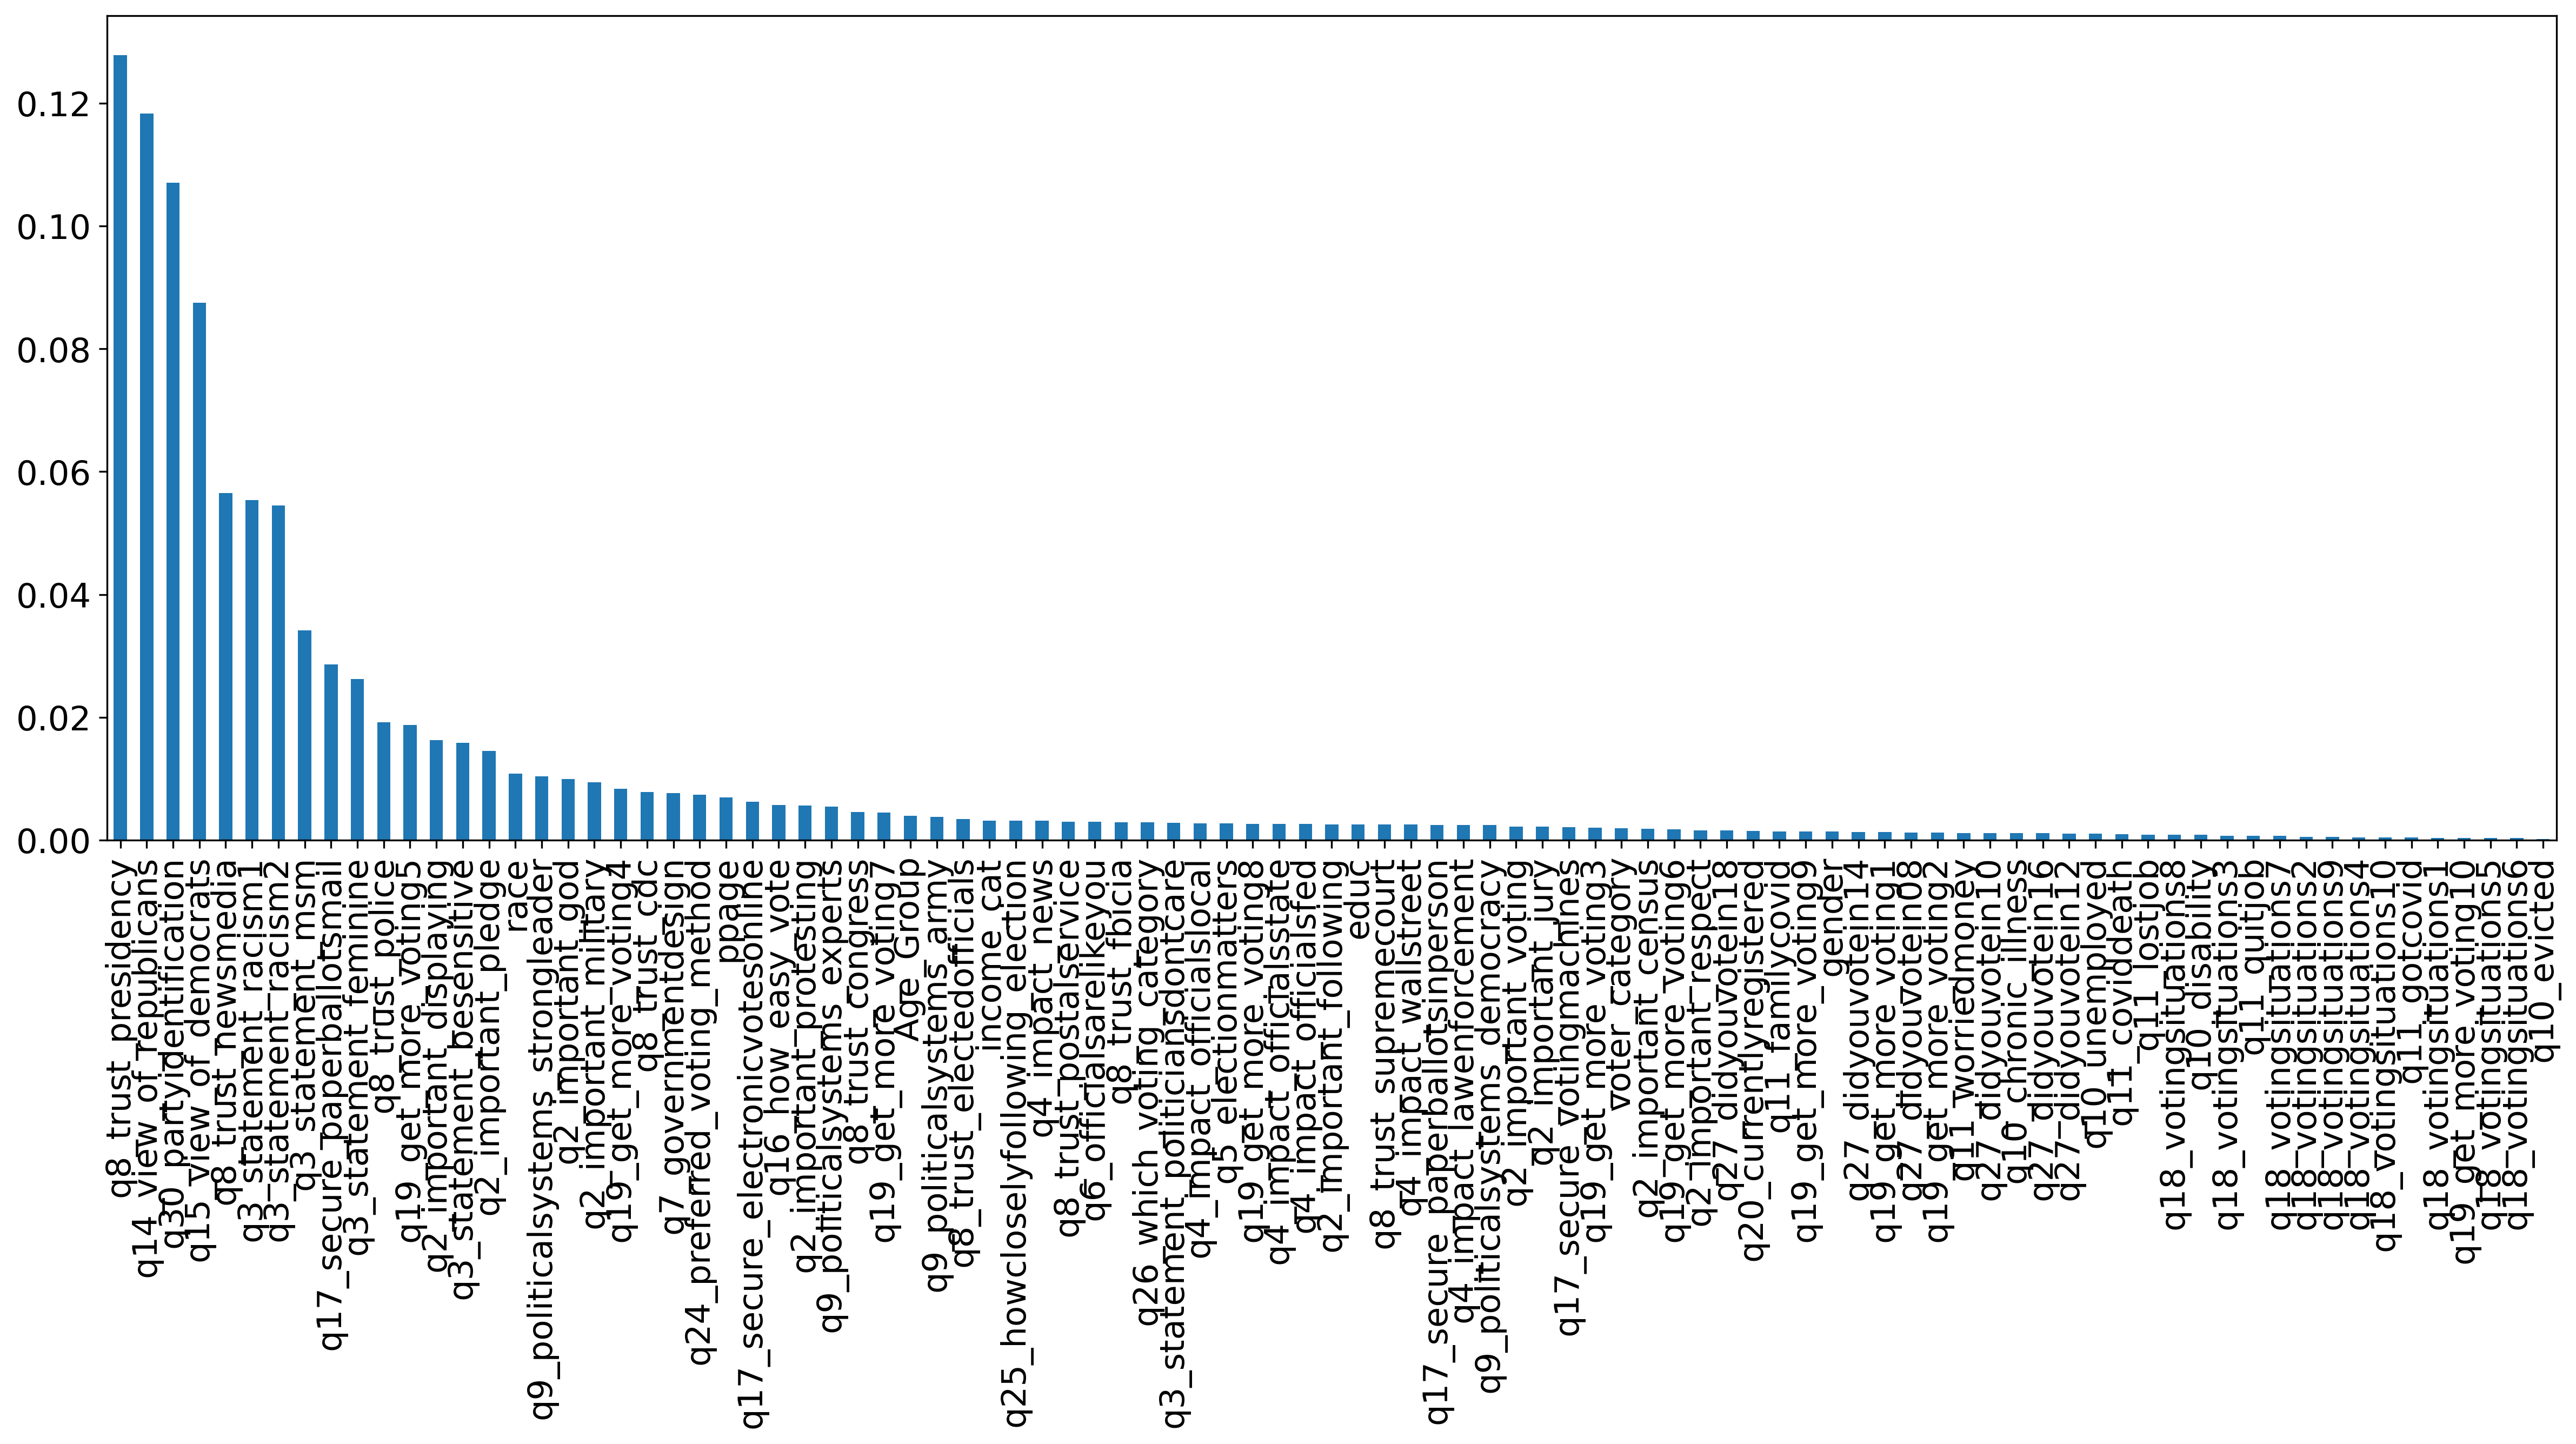 0.12
0.10
0.08
0.06
0.04
0.02
0.00
q8_trust_presidency
q14_view_of_republicans
q30_partyidentification
q15_view_of_democrats
q8_trust_newsmedia
q3_statement_racism1
q3_statement_racism2
q3_statement_msm
q17_secure_paperballotsmail
q3_statement_feminine
q8_trust_police
q19_get_more_voting5
q2_important_displaying
q3_statement_besensitive
q2_important_pledge
race
q9_politicalsystems_strongleader
q2_important_god
q2_important_military
q19_get_more_voting4
q8_trust_cdc
q7_governmentdesign
q24_preferred_voting_method
ppage
q17_secure_electronicvotesonline
q16_how_easy_vote
q2_important_protesting
q9_politicalsystems_experts
q8_trust_congress
q19_get_more_voting7
Age_Group
q9_politicalsystems_army
q8_trust_electedofficials
income_cat
q25_howcloselyfollowing_election
q4_impact_news
q8_trust_postalservice
q6_officialsarelikeyou
q8_trust_fbicia
q26_which_voting_category
q3_statement_politiciansdontcare
q4_impact_officialslocal
q5_electionmatters
q19_get_more_voting8
q4_impact_officialsstate
q4_impact_officialsfed
q2_important_following
educ
q8_trust_supremecourt
q4_impact_wallstreet
q17_secure_paperballotsinperson
q4_impact_lawenforcement
q9_politicalsystems_democracy
q2_important_voting
q2_important_jury
q17_secure_votingmachines
q19_get_more_voting3
voter_category
q2_important_census
q19_get_more_voting6
q2_important_respect
q27_didyouvotein18
q20_currentlyregistered
q11_familycovid
q19_get_more_voting9
gender
q27_didyouvotein14
q19_get_more_voting1
q27_didyouvotein08
q19_get_more_voting2
q11_worriedmoney
q27_didyouvotein10
q10_chronic_illness
q27_didyouvotein16
q27_didyouvotein12
q10_unemployed
q11_coviddeath
q11_lostjob
q18_votingsituations8
q10_disability
q18_votingsituations3
q11_quitjob
q18_votingsituations7
q18_votingsituations2
q18_votingsituations9
q18_votingsituations4
q18_votingsituations10
q11_gotcovid
q18_votingsituations1
q19_get_more_voting10
q18_votingsituations5
q18_votingsituations6
q10_evicted